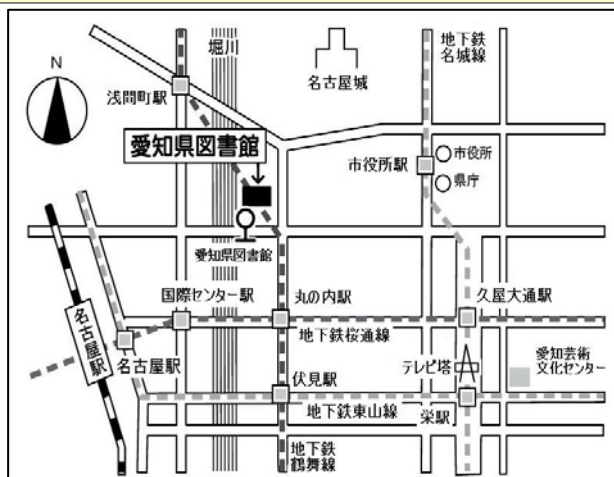 N
堀川
地下鉄
名城線
浅間町駅
名古屋城
愛知県図書館
市役所駅
市役所
県庁
愛知県図書館
国際センター駅
丸の内駅
久屋大通駅
名古屋駅
名古屋駅
地下鉄桜通線
テレビ塔
愛知芸術
文化センター
伏見駅
地下鉄東山線
栄駅
地下鉄
鶴舞線